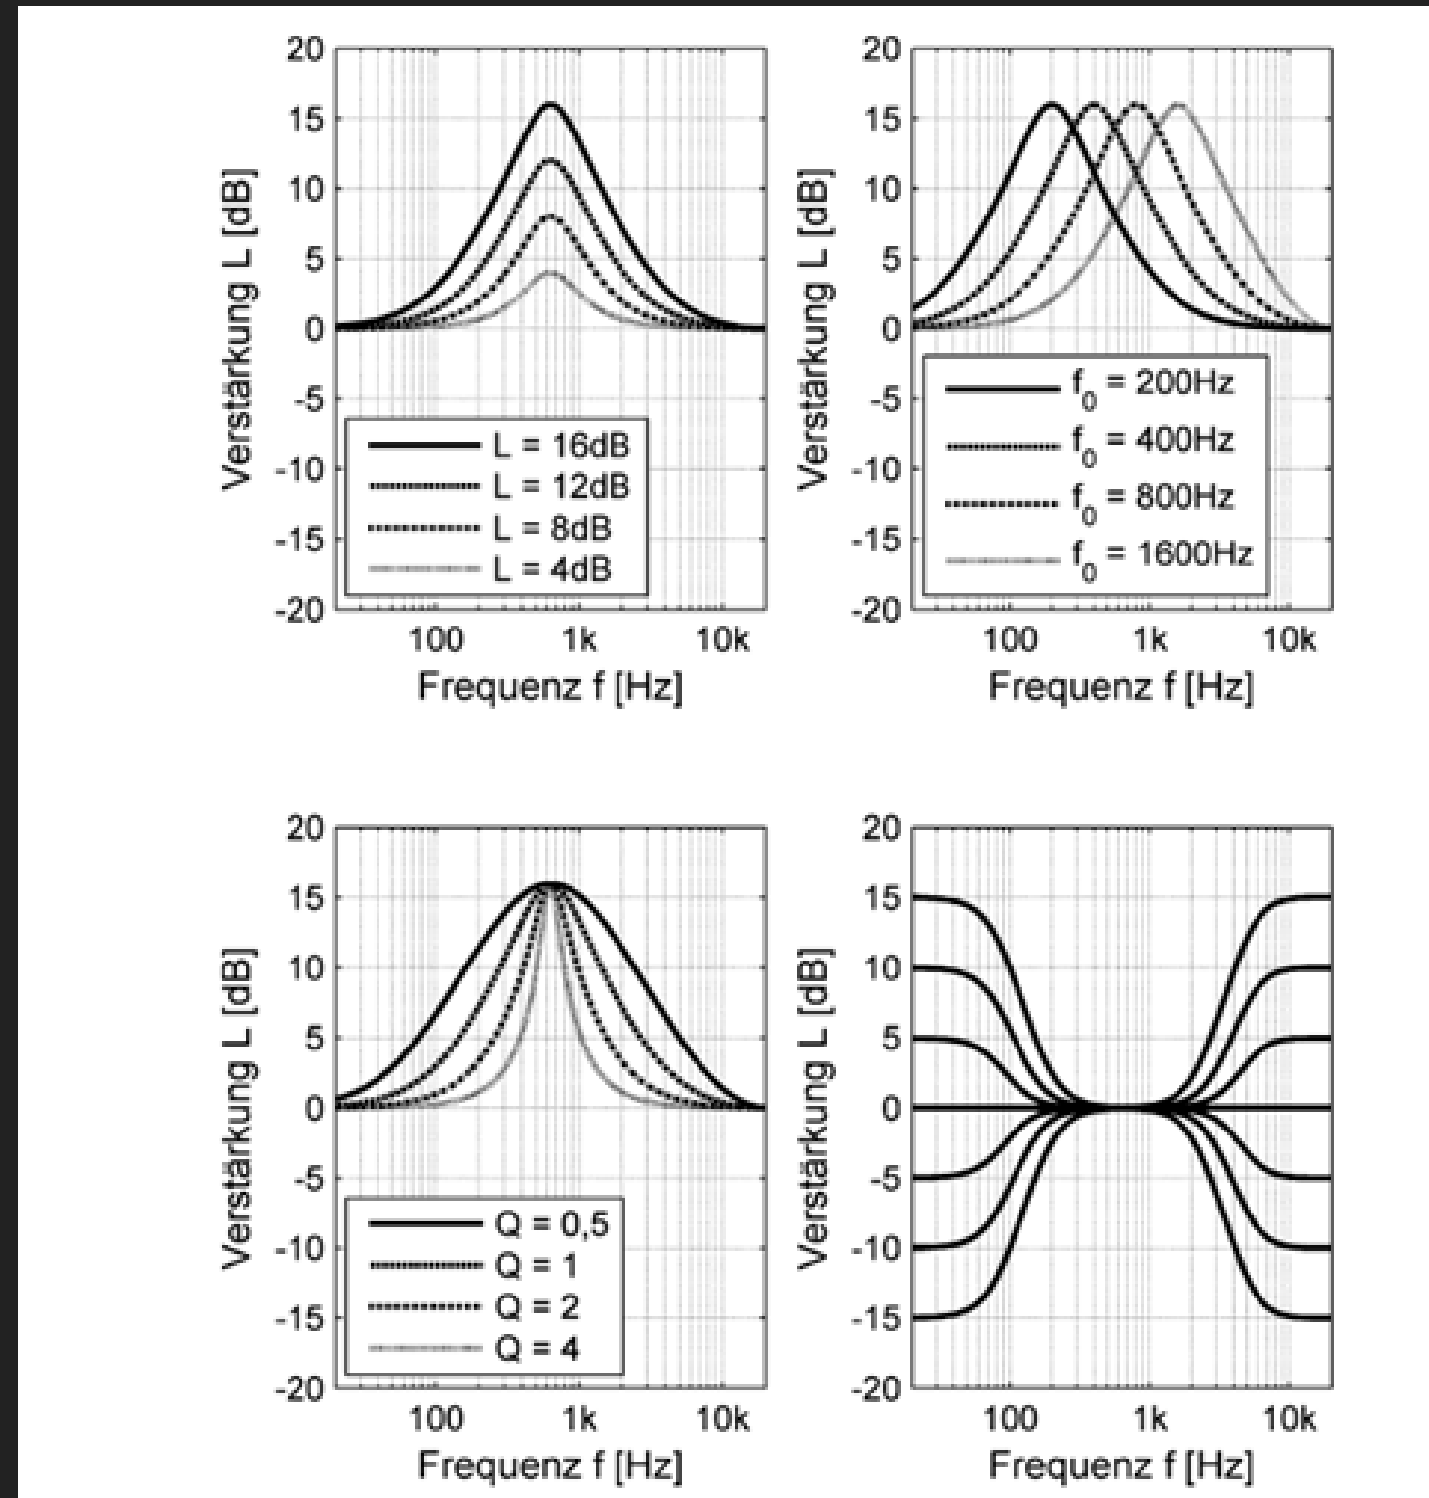 20
15
10
5
0
-5
-10
-15
-20
Verstärkung L [dB]
L = 16dB
L = 12dB
L = 8dB
L = 4dB
100 1k 10k
Frequenz f [Hz]
20
15
10
5
0
-5
-10
-15
-20
Verstärkung L [dB]
f0 = 200Hz
f0 = 400Hz
f0 = 800Hz
f0 = 1600Hz
100 1k 10k
Frequenz f [Hz]
20
15
10
5
0
-5
-10
-15
-20
Verstärkung L [dB]
Q = 0,5
Q = 1
Q = 2
Q = 4
100 1k 10k
Frequenz f [Hz]
20
15
10
5
0
-5
-10
-15
-20
Verstärkung L [dB]
100 1k 10k
Frequenz f [Hz]